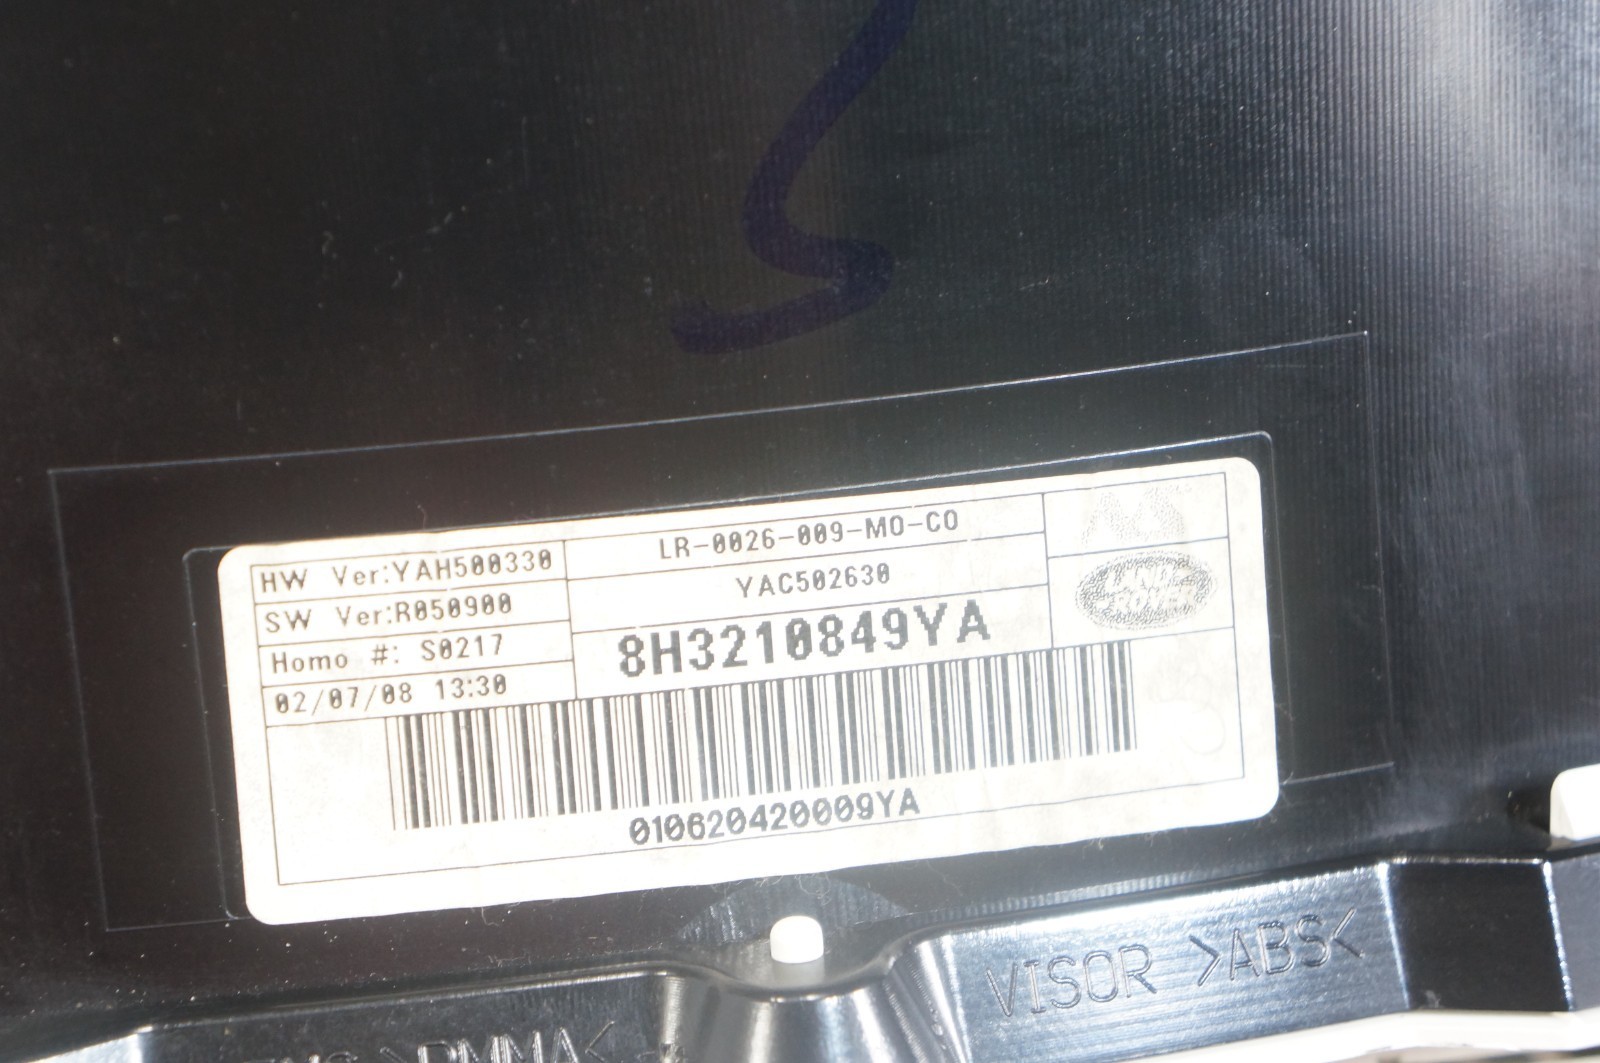 HW Ver:YAH500330
SW Ver:R050900
Homo #: S0217
02/07/08 13:30
LR-0026-009-MO-CO
YAC502630
8H3210849YA
LAND ROVER
010620420009YA
VISOR >ABS<
>PMMA<